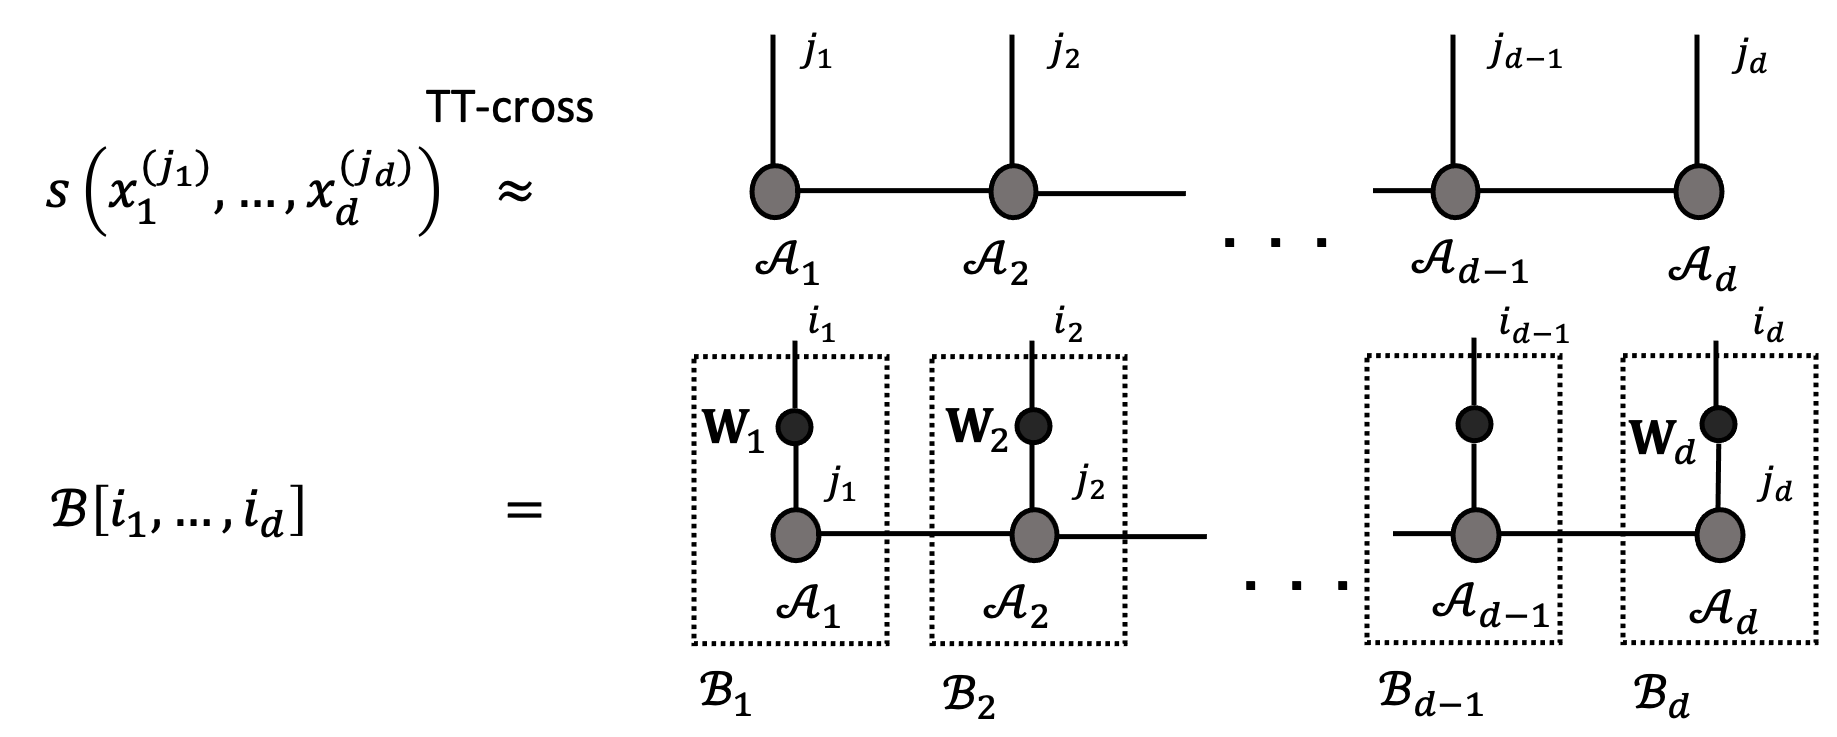 TT-cross
s(x_1^{(j_1)}, …, x_d^{(j_d)}) ≈
j_1 j_2 j_{d−1} j_d
𝒜_1 𝒜_2 . . . 𝒜_{d−1} 𝒜_d
i_1 i_2 i_{d−1} i_d
𝐖_1 𝐖_2 𝐖_d
j_1 j_2 j_d
ℬ[i_1, …, i_d] =
𝒜_1 𝒜_2 . . . 𝒜_{d−1} 𝒜_d
ℬ_1 ℬ_2 ℬ_{d−1} ℬ_d